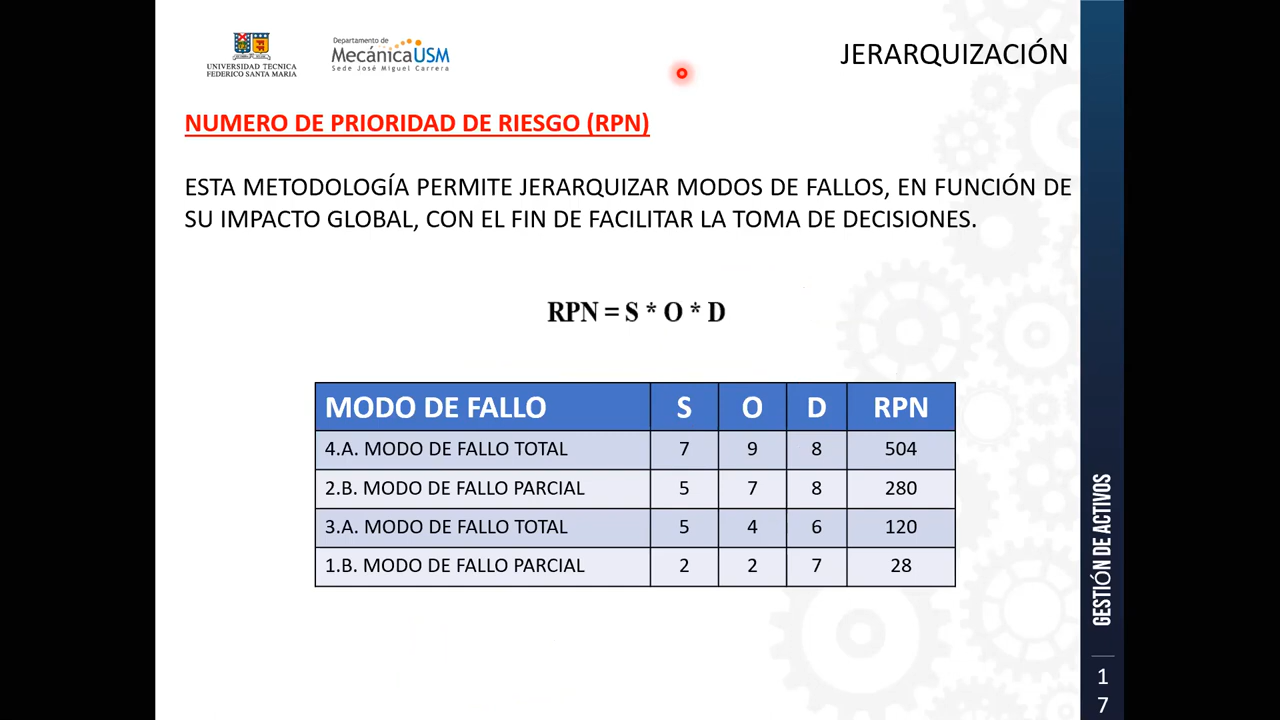 UNIVERSIDAD TECNICA
FEDERICO SANTA MARIA
Departamento de
MecánicaUSM
Sede José Miguel Carrera
JERARQUIZACIÓN
NUMERO DE PRIORIDAD DE RIESGO (RPN)
ESTA METODOLOGÍA PERMITE JERARQUIZAR MODOS DE FALLOS, EN FUNCIÓN DE
SU IMPACTO GLOBAL, CON EL FIN DE FACILITAR LA TOMA DE DECISIONES.
RPN = S * O * D
MODO DE FALLO S O D RPN
4.A. MODO DE FALLO TOTAL 7 9 8 504
2.B. MODO DE FALLO PARCIAL 5 7 8 280
3.A. MODO DE FALLO TOTAL 5 4 6 120
1.B. MODO DE FALLO PARCIAL 2 2 7 28
GESTIÓN DE ACTIVOS
1
7